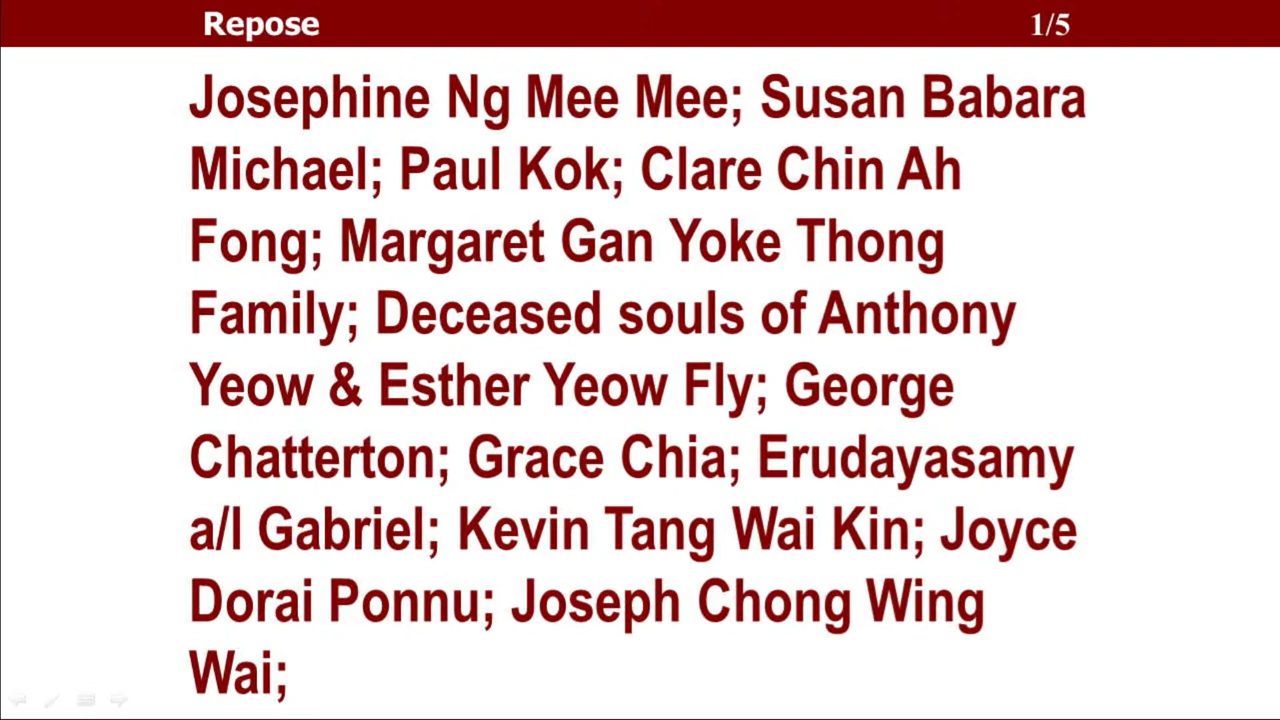 Repose 1/5
Josephine Ng Mee Mee; Susan Babara
Michael; Paul Kok; Clare Chin Ah
Fong; Margaret Gan Yoke Thong
Family; Deceased souls of Anthony
Yeow & Esther Yeow Fly; George
Chatterton; Grace Chia; Erudayasamy
a/l Gabriel; Kevin Tang Wai Kin; Joyce
Dorai Ponnu; Joseph Chong Wing
Wai;